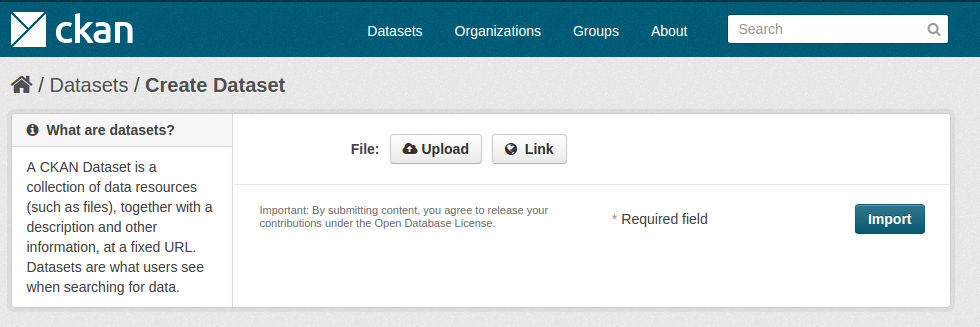 ckan
Datasets Organizations Groups About Search
/ Datasets / Create Dataset
What are datasets?
A CKAN Dataset is a
collection of data resources
(such as files), together with a
description and other
information, at a fixed URL.
Datasets are what users see
when searching for data.
File: Upload Link
Important: By submitting content, you agree to release your
contributions under the Open Database License.
* Required field
Import